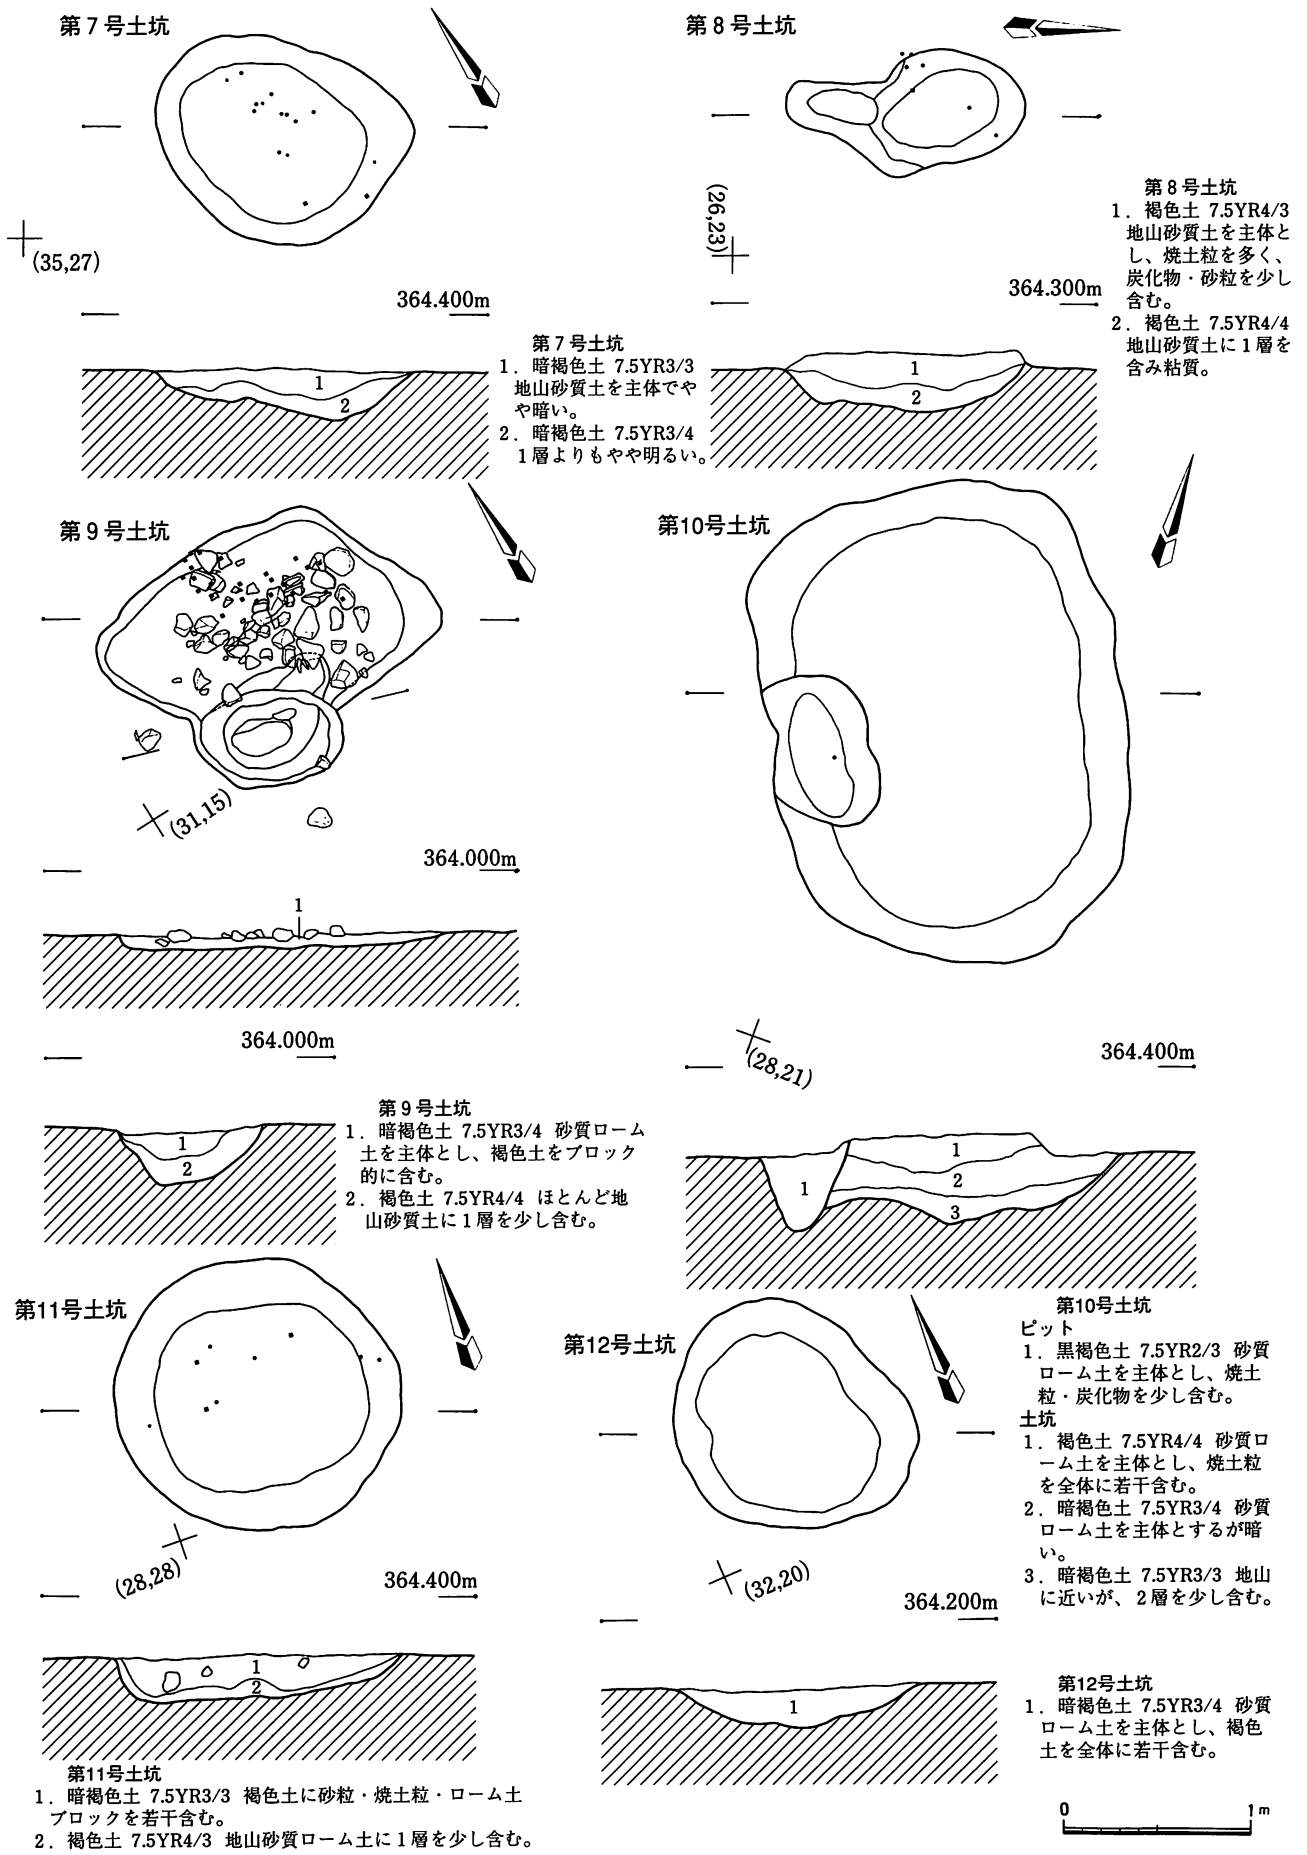 第７号土坑
(35,27)
364.400m
1
2
第７号土坑
1．暗褐色土 7.5YR3/3
地山砂質土を主体でや
や暗い。
2．暗褐色土 7.5YR3/4
１層よりもやや明るい。
第８号土坑
(26,23)
364.300m
1
2
第８号土坑
1．褐色土 7.5YR4/3
地山砂質土を主体と
し、焼土粒を多く、
炭化物・砂粒を少し
含む。
2．褐色土 7.5YR4/4
地山砂質土に１層を
含み粘質。
第９号土坑
(31,15)
364.000m
1
364.000m
1
2
第９号土坑
1．暗褐色土 7.5YR3/4 砂質ローム
土を主体とし、褐色土をブロック
的に含む。
2．褐色土 7.5YR4/4 ほとんど地
山砂質土に１層を少し含む。
第10号土坑
(28,21)
364.400m
1
1
2
3
第10号土坑
ピット
1．黒褐色土 7.5YR2/3 砂質
ローム土を主体とし、焼土
粒・炭化物を少し含む。
土坑
1．褐色土 7.5YR4/4 砂質ロ
ーム土を主体とし、焼土粒
を全体に若干含む。
2．暗褐色土 7.5YR3/4 砂質
ローム土を主体とするが暗
い。
3．暗褐色土 7.5YR3/3 地山
に近いが、２層を少し含む。
第11号土坑
(28,28)
364.400m
1
2
第11号土坑
1．暗褐色土 7.5YR3/3 褐色土に砂粒・焼土粒・ローム土
ブロックを若干含む。
2．褐色土 7.5YR4/3 地山砂質ローム土に１層を少し含む。
第12号土坑
(32,20)
364.200m
1
第12号土坑
1．暗褐色土 7.5YR3/4 砂質
ローム土を主体とし、褐色
土を全体に若干含む。
0 1m